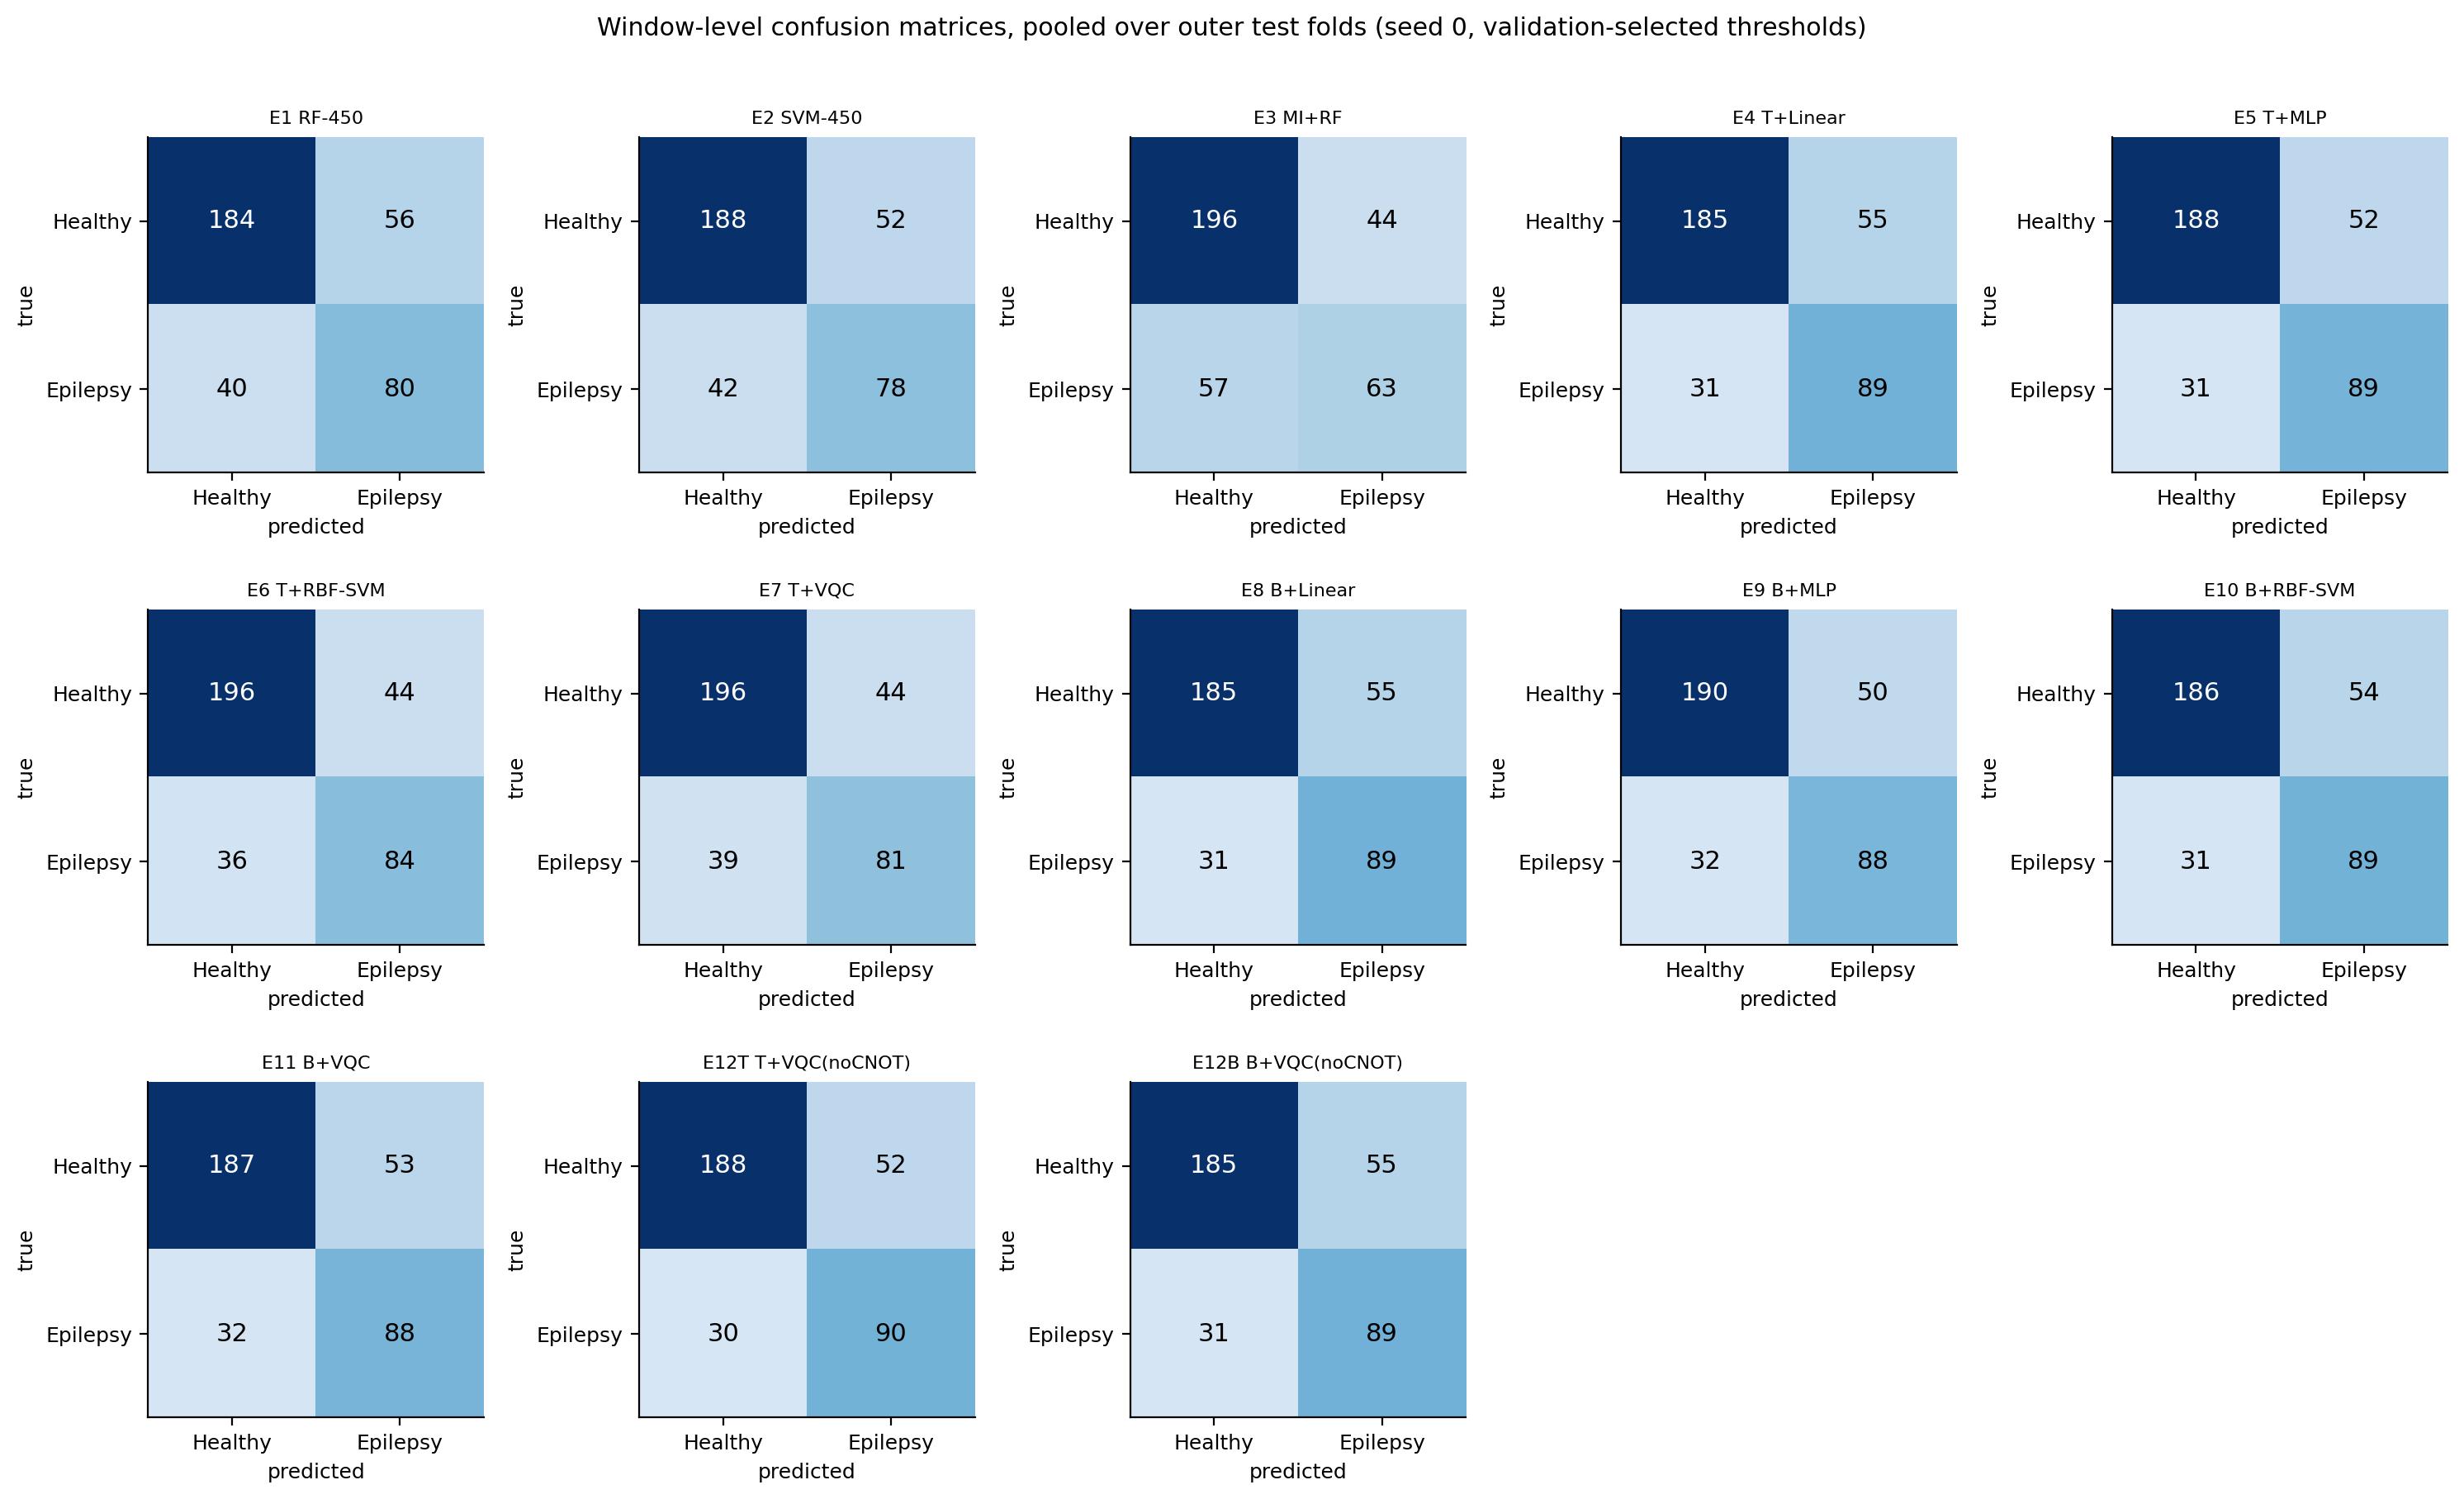 Window-level confusion matrices, pooled over outer test folds (seed 0, validation-selected thresholds)
E1 RF-450
true
Healthy 184 56
Epilepsy 40 80
Healthy Epilepsy
predicted
E2 SVM-450
true
Healthy 188 52
Epilepsy 42 78
Healthy Epilepsy
predicted
E3 MI+RF
true
Healthy 196 44
Epilepsy 57 63
Healthy Epilepsy
predicted
E4 T+Linear
true
Healthy 185 55
Epilepsy 31 89
Healthy Epilepsy
predicted
E5 T+MLP
true
Healthy 188 52
Epilepsy 31 89
Healthy Epilepsy
predicted
E6 T+RBF-SVM
true
Healthy 196 44
Epilepsy 36 84
Healthy Epilepsy
predicted
E7 T+VQC
true
Healthy 196 44
Epilepsy 39 81
Healthy Epilepsy
predicted
E8 B+Linear
true
Healthy 185 55
Epilepsy 31 89
Healthy Epilepsy
predicted
E9 B+MLP
true
Healthy 190 50
Epilepsy 32 88
Healthy Epilepsy
predicted
E10 B+RBF-SVM
true
Healthy 186 54
Epilepsy 31 89
Healthy Epilepsy
predicted
E11 B+VQC
true
Healthy 187 53
Epilepsy 32 88
Healthy Epilepsy
predicted
E12T T+VQC(noCNOT)
true
Healthy 188 52
Epilepsy 30 90
Healthy Epilepsy
predicted
E12B B+VQC(noCNOT)
true
Healthy 185 55
Epilepsy 31 89
Healthy Epilepsy
predicted